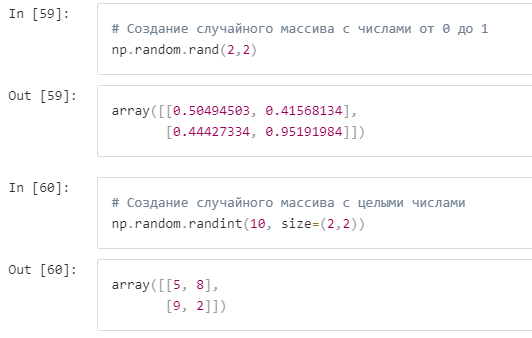 In [59]:
# Создание случайного массива с числами от 0 до 1
np.random.rand(2,2)
Out [59]:
array([[0.50494503, 0.41568134],
       [0.44427334, 0.95191984]])
In [60]:
# Создание случайного массива с целыми числами
np.random.randint(10, size=(2,2))
Out [60]:
array([[5, 8],
       [9, 2]])